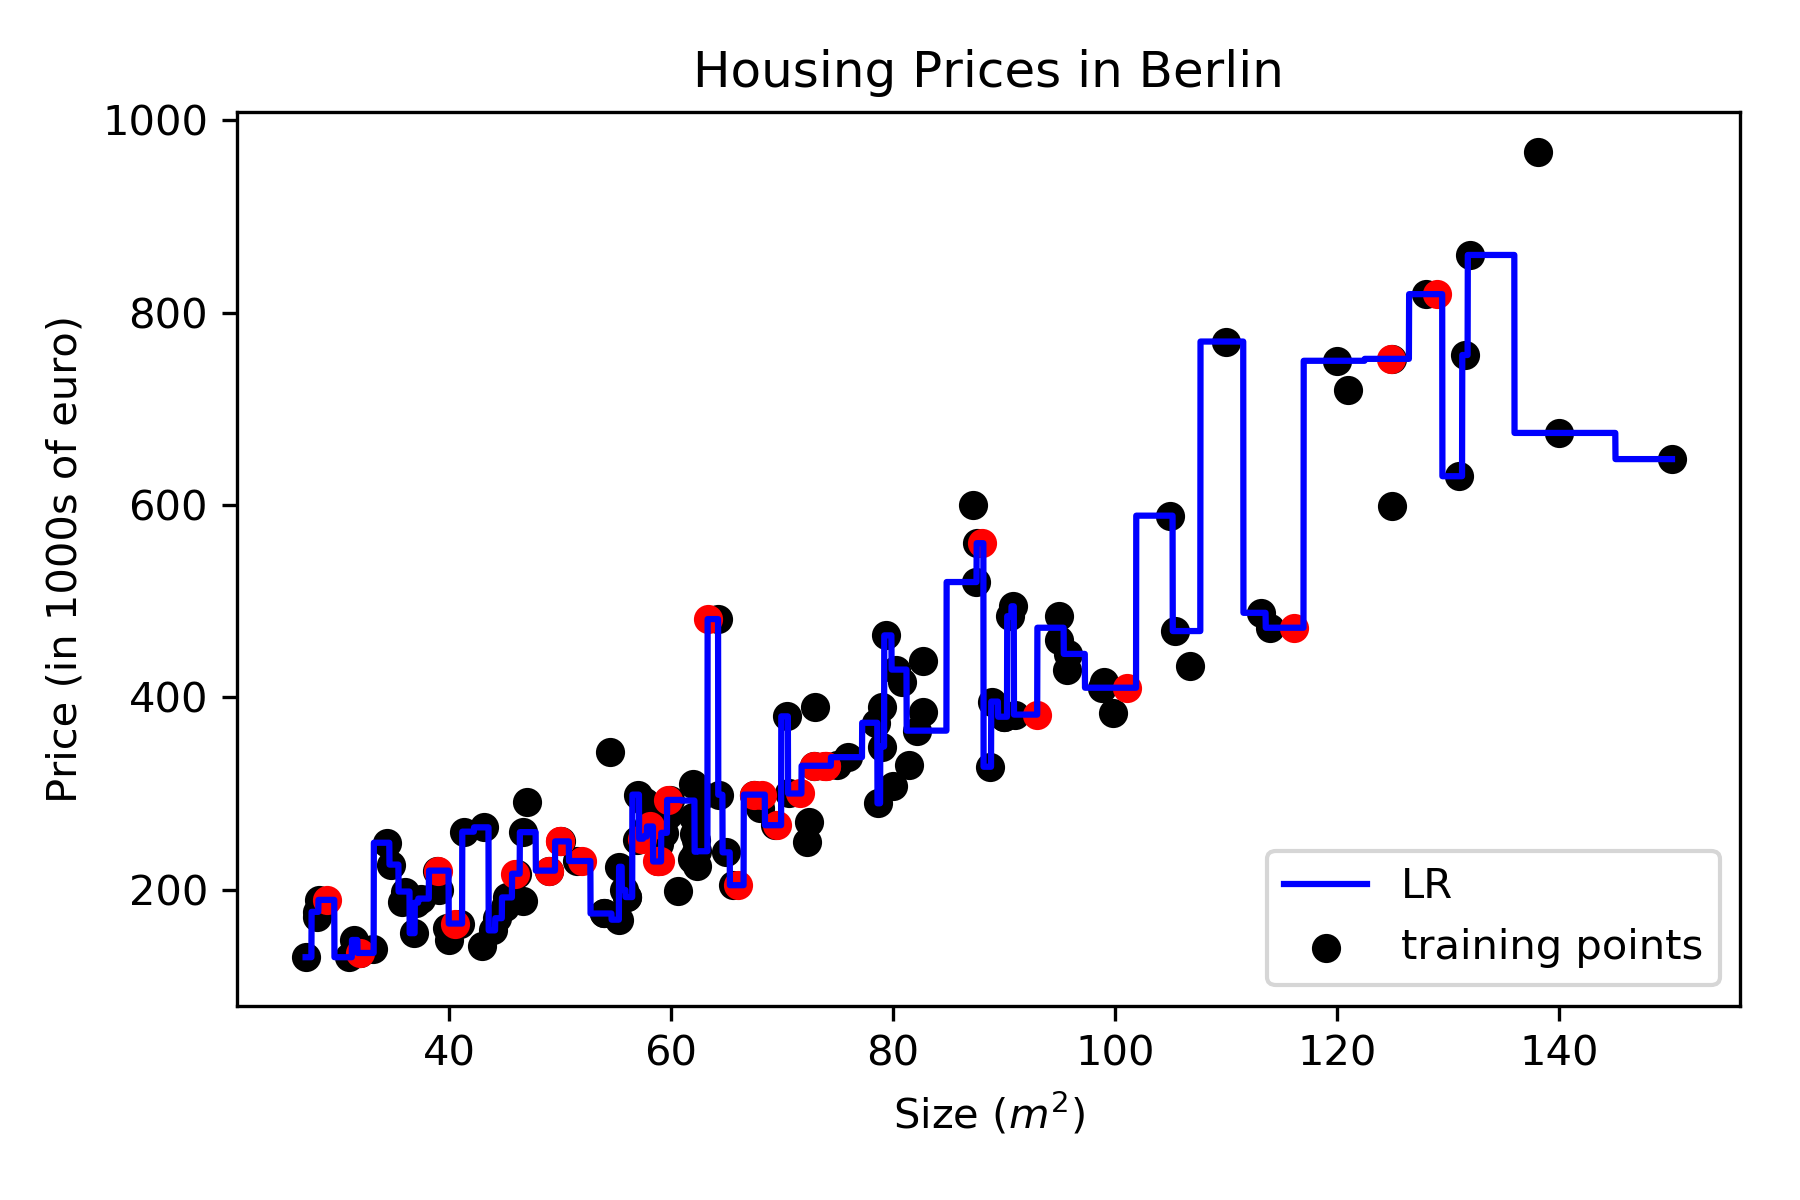 Housing Prices in Berlin
1000
800
600
400
200
Price (in 1000s of euro)
40 60 80 100 120 140
Size (m²)
LR
training points